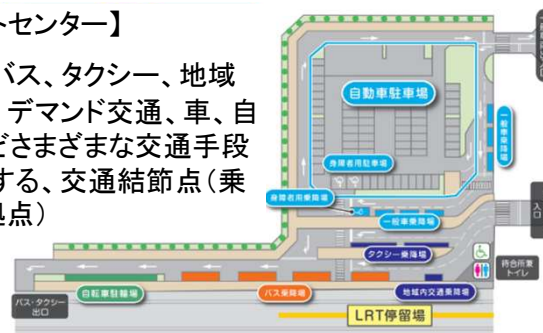 トセンター】
バス、タクシー、地域
デマンド交通、車、自
どさまざまな交通手段
する、交通結節点（乗
拠点）
自動車駐車場
一般車乗降場
身障者用駐車場
身障者用乗降場
一般車乗降場
入口
タクシー乗降場
待合所兼
トイレ
バス・タクシー
出口
自転車駐輪場
バス乗降場
地域内交通乗降場
LRT停留場